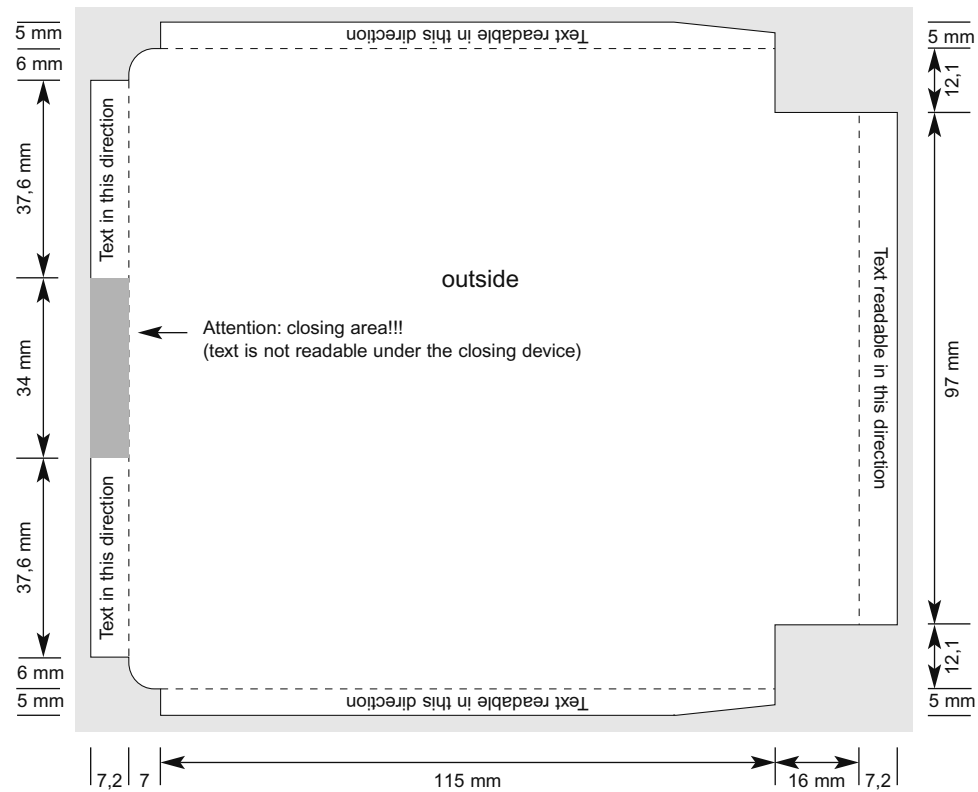 5 mm
Text readable in this direction
5 mm
6 mm
12,1
37,6 mm
Text in this direction
outside
Text readable in this direction
34 mm
Attention: closing area!!!
(text is not readable under the closing device)
97 mm
37,6 mm
Text in this direction
12,1
6 mm
5 mm
Text readable in this direction
5 mm
7,2
7
115 mm
16 mm
7,2